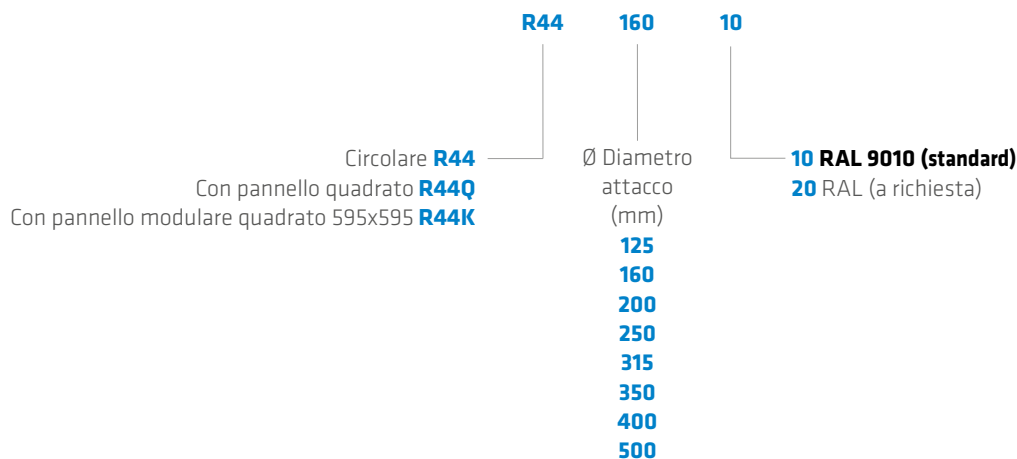 R44 160 10
Circolare R44
Con pannello quadrato R44Q
Con pannello modulare quadrato 595x595 R44K
Ø Diametro
attacco
(mm)
125
160
200
250
315
350
400
500
10 RAL 9010 (standard)
20 RAL (a richiesta)